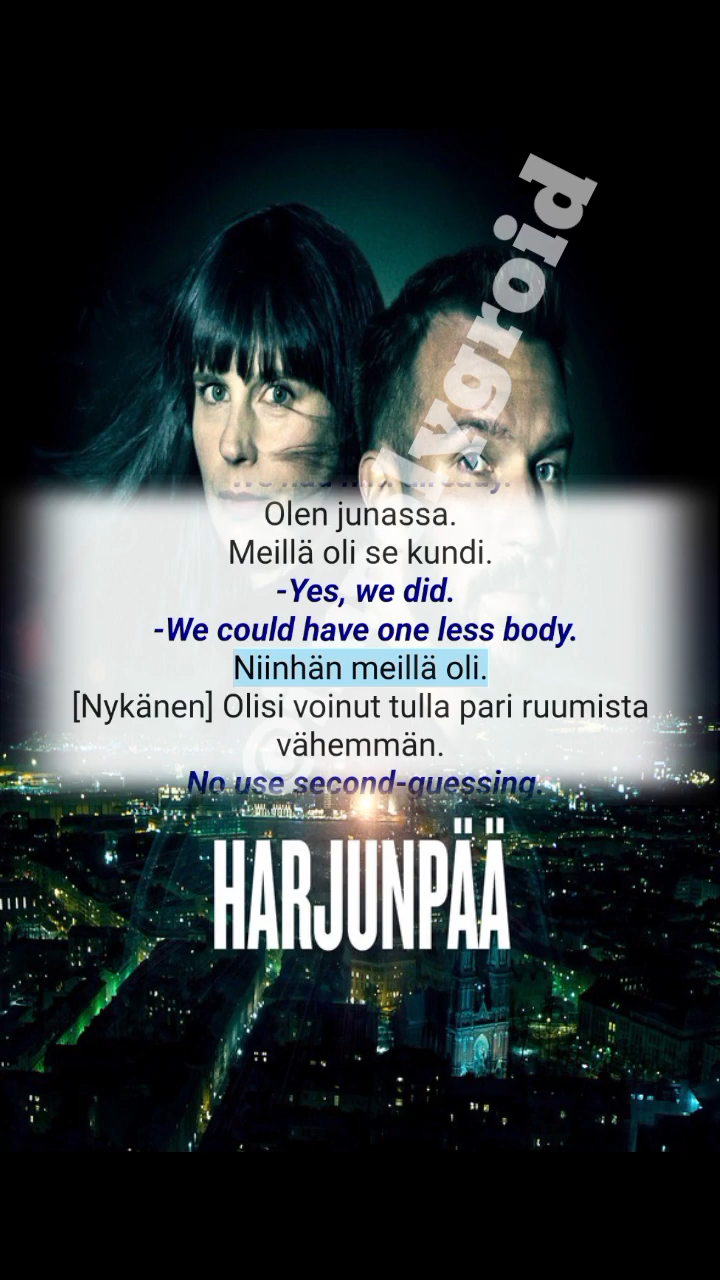 Olen junassa.
Meillä oli se kundi.
-Yes, we did.
-We could have one less body.
Niinhän meillä oli.
[Nykänen] Olisi voinut tulla pari ruumista
vähemmän.
No use second-guessing.
HARJUNPÄÄ